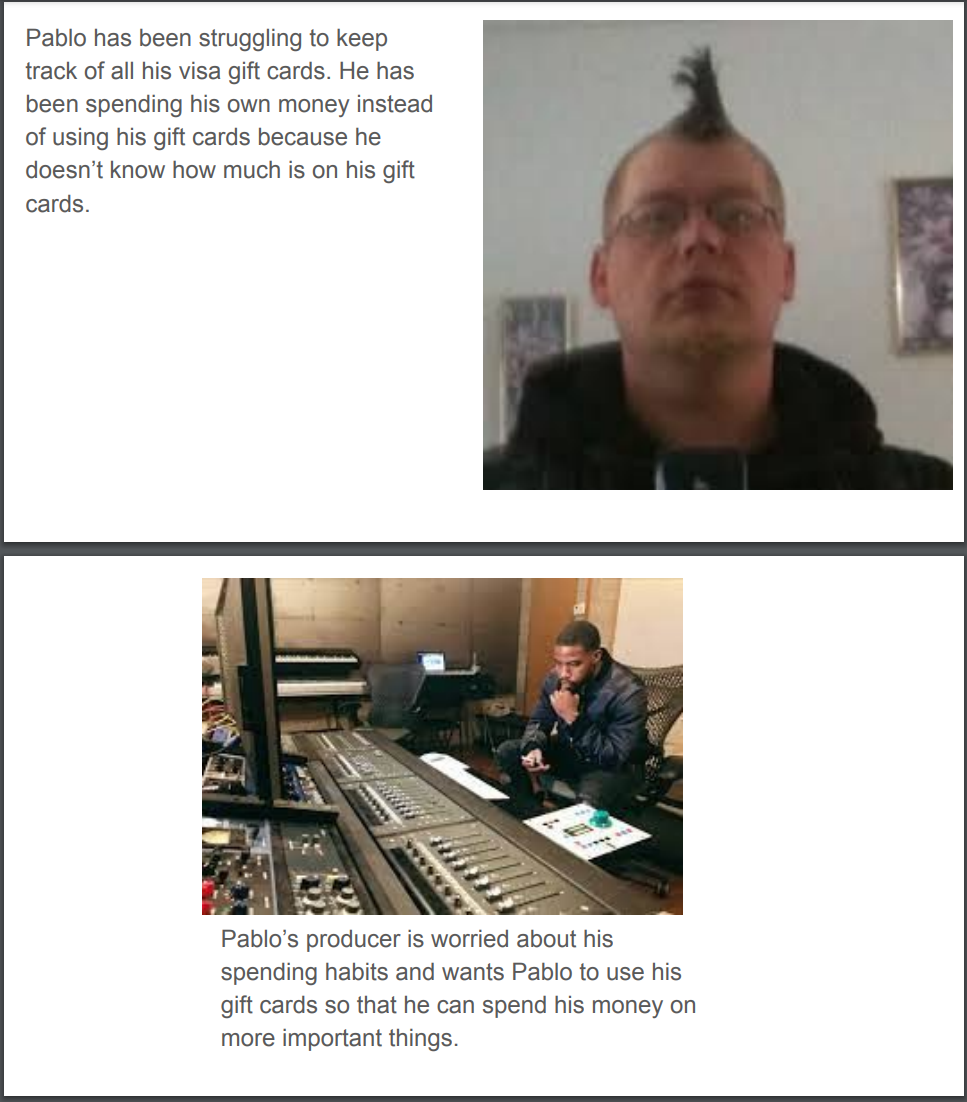 Pablo has been struggling to keep
track of all his visa gift cards. He has
been spending his own money instead
of using his gift cards because he
doesn’t know how much is on his gift
cards.
Pablo’s producer is worried about his
spending habits and wants Pablo to use his
gift cards so that he can spend his money on
more important things.